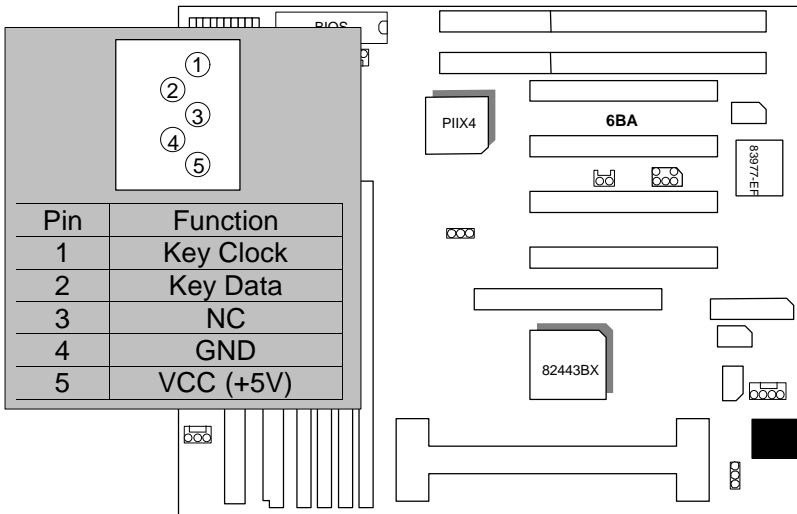 BIOS
1
2
3
4
5
Pin Function
1 Key Clock
2 Key Data
3 NC
4 GND
5 VCC (+5V)
PIIX4
6BA
83977-EF
82443BX